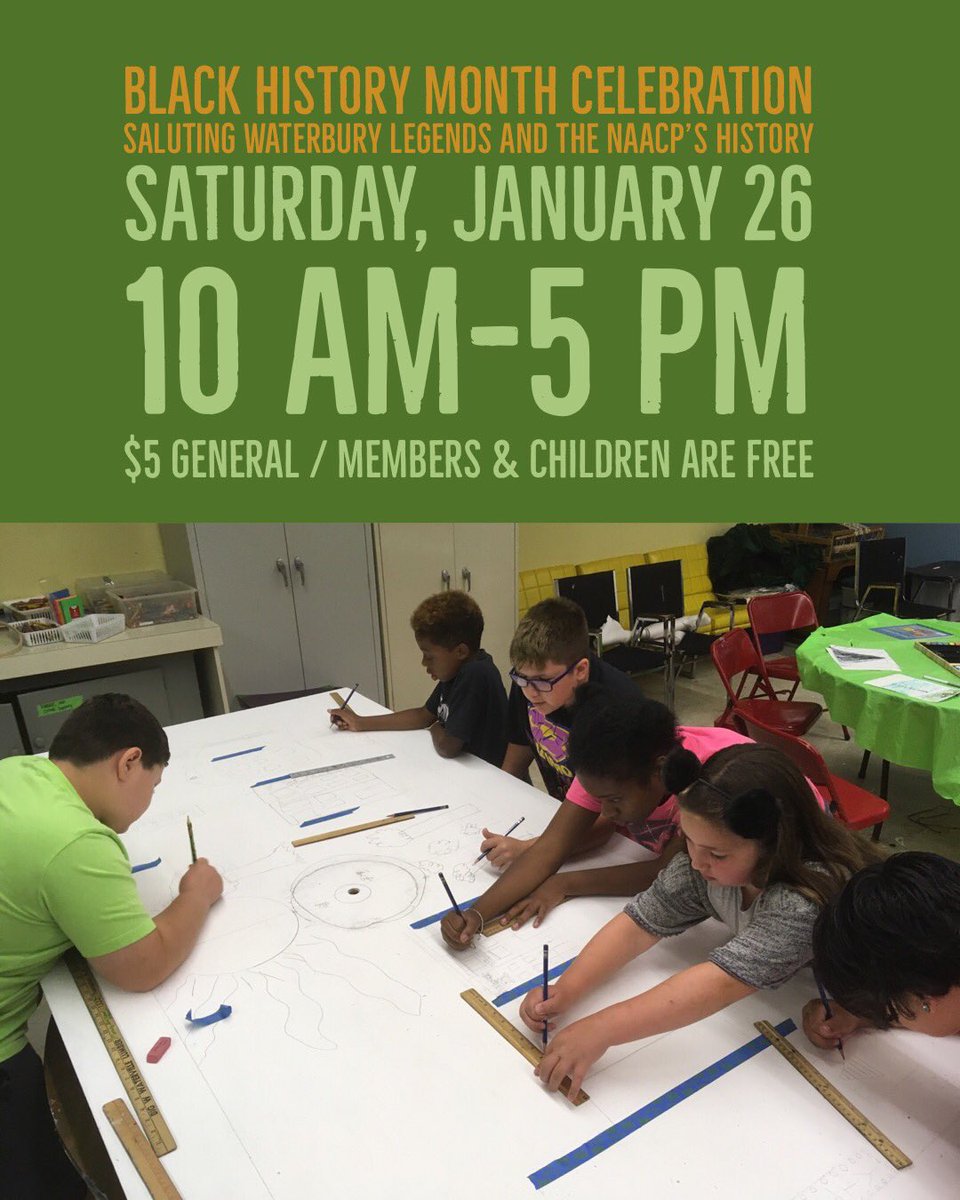 BLACK HISTORY MONTH CELEBRATION
SALUTING WATERBURY LEGENDS AND THE NAACP'S HISTORY
SATURDAY, JANUARY 26
10 AM-5 PM
$5 GENERAL / MEMBERS & CHILDREN ARE FREE